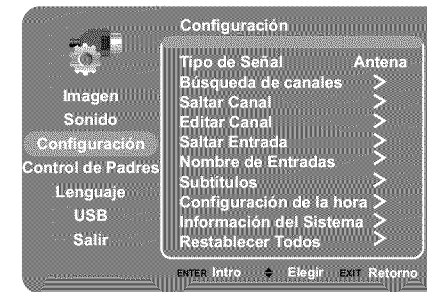 Configuración
Imagen
Sonido
Configuración
Control de Padres
Lenguaje
USB
Salir
Tipo de Señal Antena
Búsqueda de canales >
Saltar Canal >
Editar Canal >
Saltar Entrada >
Nombre de Entradas >
Subtítulos >
Configuración de la hora >
Información del Sistema >
Restablecer Todos >
ENTER Intro Elegir EXIT Retorno